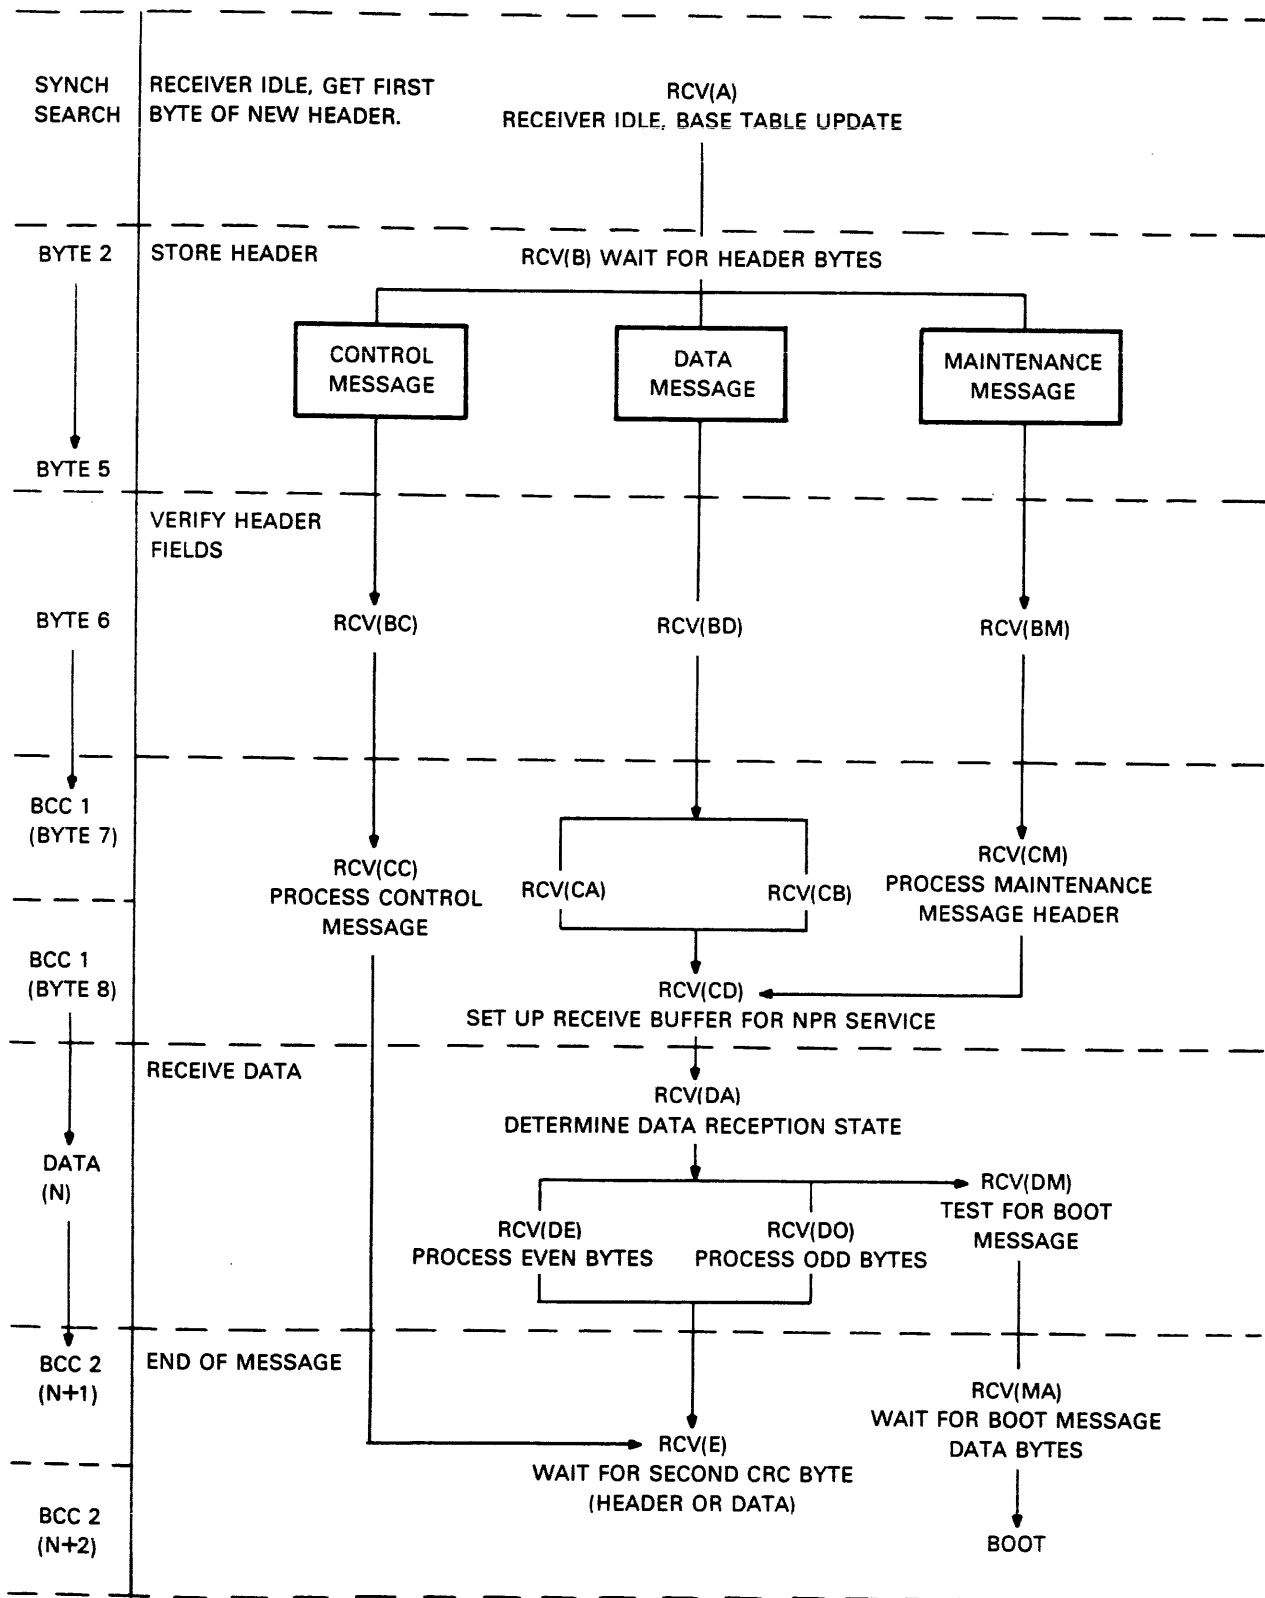 SYNCH
SEARCH
RECEIVER IDLE, GET FIRST
BYTE OF NEW HEADER.
RCV(A)
RECEIVER IDLE, BASE TABLE UPDATE
BYTE 2
STORE HEADER
RCV(B) WAIT FOR HEADER BYTES
CONTROL
MESSAGE
DATA
MESSAGE
MAINTENANCE
MESSAGE
BYTE 5
VERIFY HEADER
FIELDS
BYTE 6
RCV(BC)
RCV(BD)
RCV(BM)
BCC 1
(BYTE 7)
RCV(CC)
PROCESS CONTROL
MESSAGE
RCV(CA)
RCV(CB)
RCV(CM)
PROCESS MAINTENANCE
MESSAGE HEADER
BCC 1
(BYTE 8)
RCV(CD)
SET UP RECEIVE BUFFER FOR NPR SERVICE
RECEIVE DATA
RCV(DA)
DETERMINE DATA RECEPTION STATE
DATA
(N)
RCV(DE)
PROCESS EVEN BYTES
RCV(DO)
PROCESS ODD BYTES
RCV(DM)
TEST FOR BOOT
MESSAGE
BCC 2
(N+1)
END OF MESSAGE
RCV(MA)
WAIT FOR BOOT MESSAGE
DATA BYTES
RCV(E)
WAIT FOR SECOND CRC BYTE
(HEADER OR DATA)
BCC 2
(N+2)
BOOT